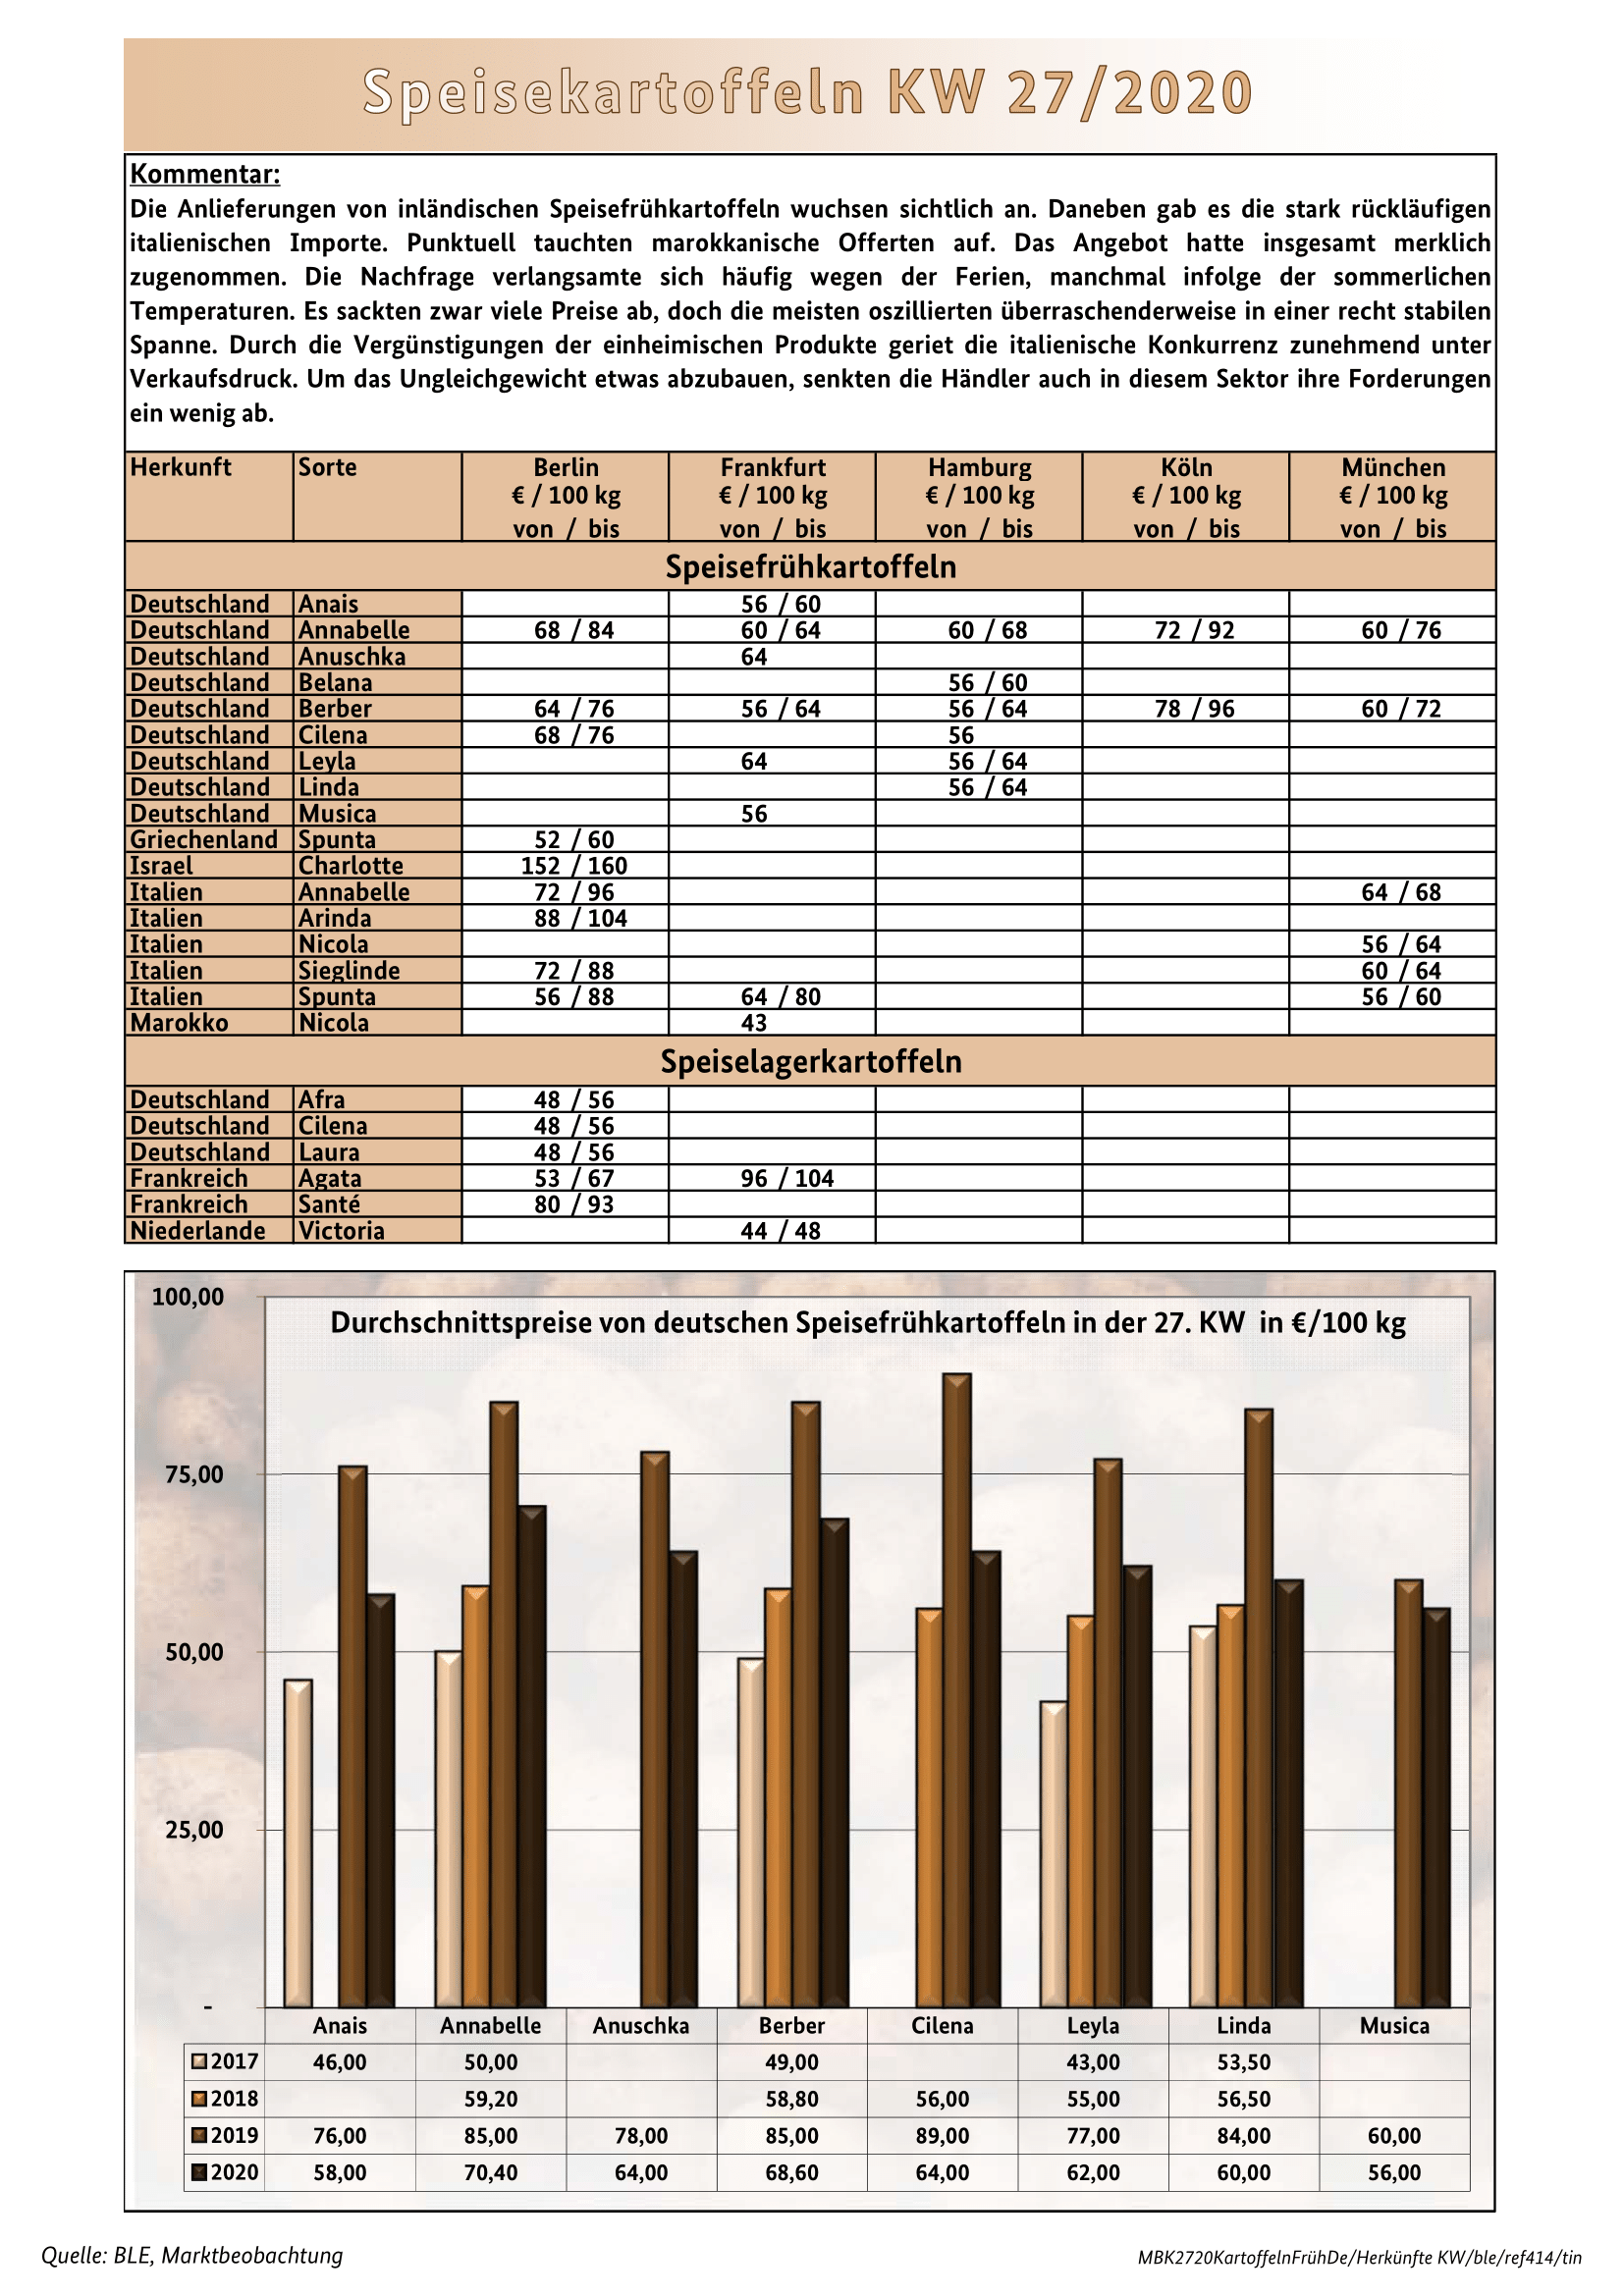 Speisekartoffeln KW 27/2020
Kommentar:
Die Anlieferungen von inländischen Speisefrühkartoffeln wuchsen sichtlich an. Daneben gab es die stark rückläufigen
italienischen Importe. Punktuell tauchten marokkanische Offerten auf. Das Angebot hatte insgesamt merklich
zugenommen. Die Nachfrage verlangsamte sich häufig wegen der Ferien, manchmal infolge der sommerlichen
Temperaturen. Es sackten zwar viele Preise ab, doch die meisten oszillierten überraschenderweise in einer recht stabilen
Spanne. Durch die Vergünstigungen der einheimischen Produkte geriet die italienische Konkurrenz zunehmend unter
Verkaufsdruck. Um das Ungleichgewicht etwas abzubauen, senkten die Händler auch in diesem Sektor ihre Forderungen
ein wenig ab.
Herkunft Sorte Berlin Frankfurt Hamburg Köln München
€ / 100 kg € / 100 kg € / 100 kg € / 100 kg € / 100 kg
von / bis von / bis von / bis von / bis von / bis
Speisefrühkartoffeln
Deutschland Anais 56 / 60
Deutschland Annabelle 68 / 84 60 / 64 60 / 68 72 / 92 60 / 76
Deutschland Anuschka 64
Deutschland Belana 56 / 60
Deutschland Berber 64 / 76 56 / 64 56 / 64 78 / 96 60 / 72
Deutschland Cilena 68 / 76 56
Deutschland Leyla 64 56 / 64
Deutschland Linda 56 / 64
Deutschland Musica 56
Griechenland Spunta 52 / 60
Israel Charlotte 152 / 160
Italien Annabelle 72 / 96 64 / 68
Italien Arinda 88 / 104
Italien Nicola 56 / 64
Italien Sieglinde 72 / 88 60 / 64
Italien Spunta 56 / 88 64 / 80 56 / 60
Marokko Nicola 43
Speiselagerkartoffeln
Deutschland Afra 48 / 56
Deutschland Cilena 48 / 56
Deutschland Laura 48 / 56
Frankreich Agata 53 / 67 96 / 104
Frankreich Santé 80 / 93
Niederlande Victoria 44 / 48
Durchschnittspreise von deutschen Speisefrühkartoffeln in der 27. KW in €/100 kg
100,00
75,00
50,00
25,00
-
Anais Annabelle Anuschka Berber Cilena Leyla Linda Musica
2017 46,00 50,00 49,00 43,00 53,50
2018 59,20 58,80 56,00 55,00 56,50
2019 76,00 85,00 78,00 85,00 89,00 77,00 84,00 60,00
2020 58,00 70,40 64,00 68,60 64,00 62,00 60,00 56,00
Quelle: BLE, Marktbeobachtung
MBK2720KartoffelnFrühDe/Herkünfte KW/ble/ref414/tin